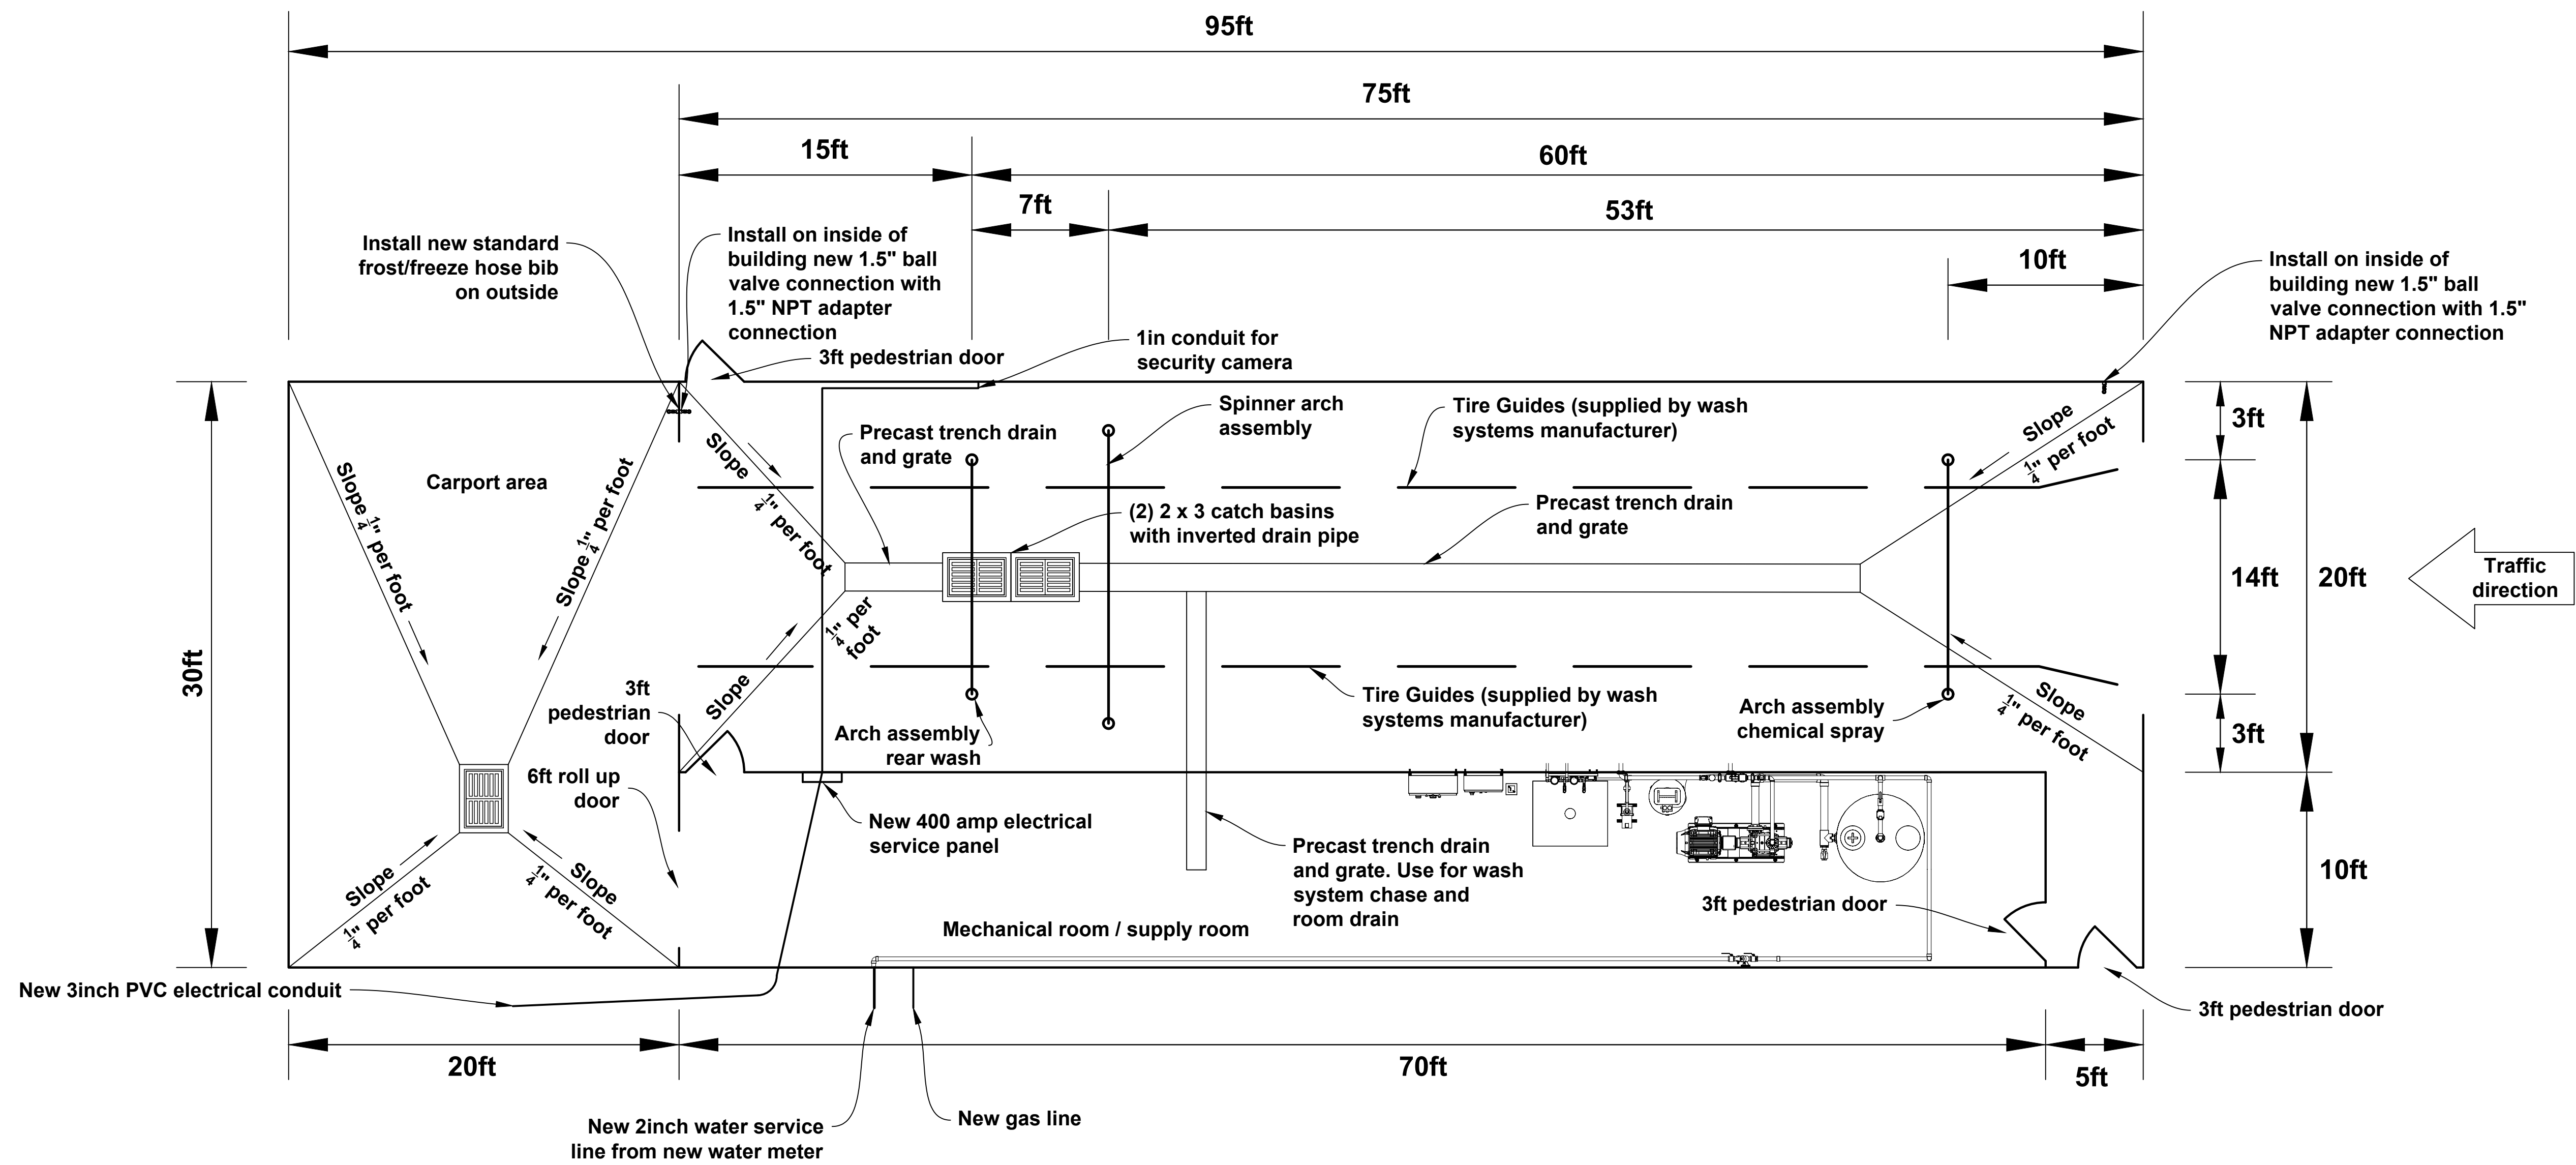 95ft
75ft
15ft
60ft
7ft
53ft
10ft
Install new standard
frost/freeze hose bib
on outside
Install on inside of
building new 1.5" ball
valve connection with
1.5" NPT adapter
connection
Install on inside of
building new 1.5" ball
valve connection with 1.5"
NPT adapter connection
3ft pedestrian door
1in conduit for
security camera
Spinner arch
assembly
Tire Guides (supplied by wash
systems manufacturer)
Precast trench drain
and grate
Carport area
Slope 1/4" per foot
Slope 1/4" per foot
Slope
1/4" per foot
(2) 2 x 3 catch basins
with inverted drain pipe
Precast trench drain
and grate
Slope
1/4" per foot
3ft
14ft
20ft
3ft
Traffic
direction
30ft
3ft
pedestrian
door
Slope
1/4" per
foot
Arch assembly
rear wash
Tire Guides (supplied by wash
systems manufacturer)
Arch assembly
chemical spray
Slope
1/4" per foot
6ft roll up
door
New 400 amp electrical
service panel
Precast trench drain
and grate. Use for wash
system chase and
room drain
10ft
Slope
1/4" per foot
Slope
1/4" per foot
Mechanical room / supply room
3ft pedestrian door
New 3inch PVC electrical conduit
3ft pedestrian door
20ft
70ft
5ft
New 2inch water service
line from new water meter
New gas line